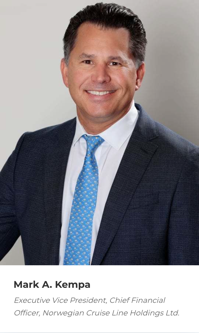 Mark A. Kempa
Executive Vice President, Chief Financial
Officer, Norwegian Cruise Line Holdings Ltd.